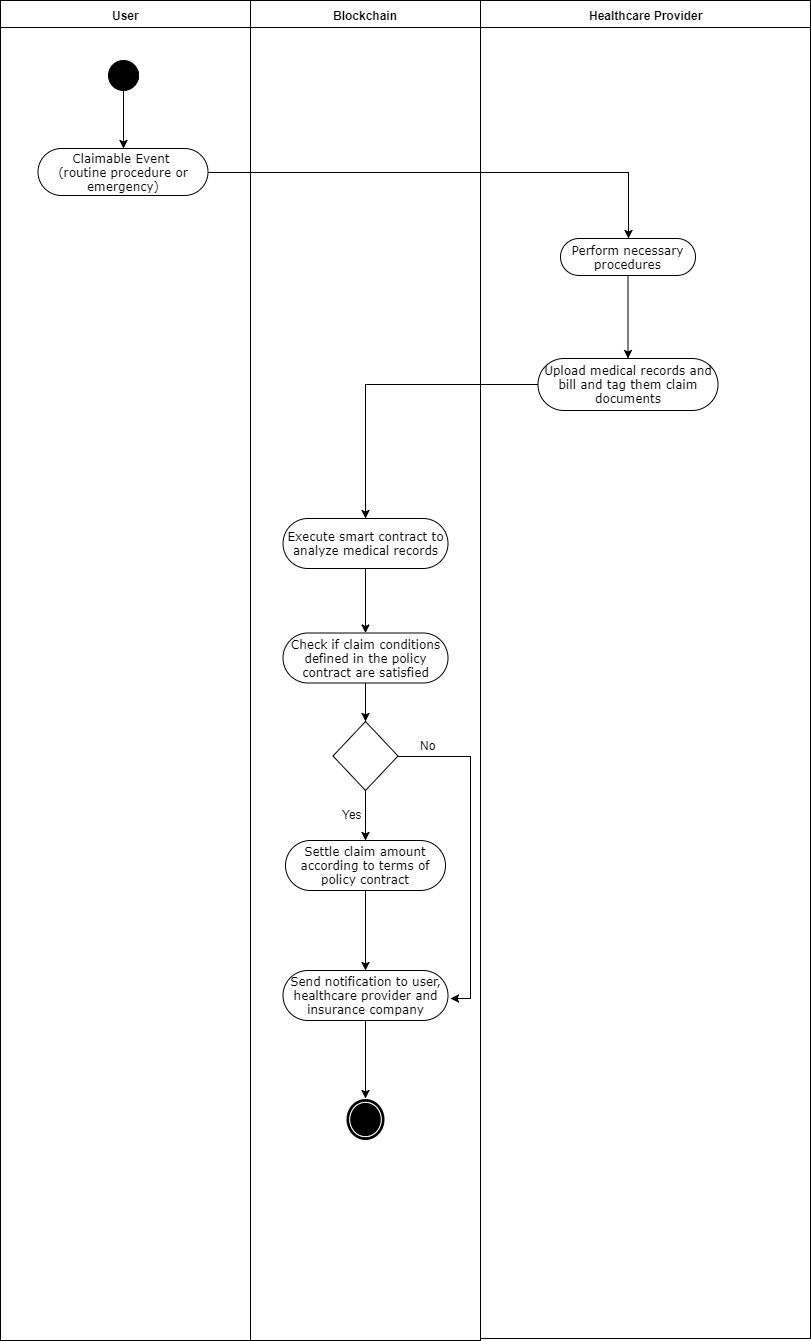 User
Blockchain
Healthcare Provider
Claimable Event
(routine procedure or
emergency)
Perform necessary
procedures
Upload medical records and
bill and tag them claim
documents
Execute smart contract to
analyze medical records
Check if claim conditions
defined in the policy
contract are satisfied
No
Yes
Settle claim amount
according to terms of
policy contract
Send notification to user,
healthcare provider and
insurance company